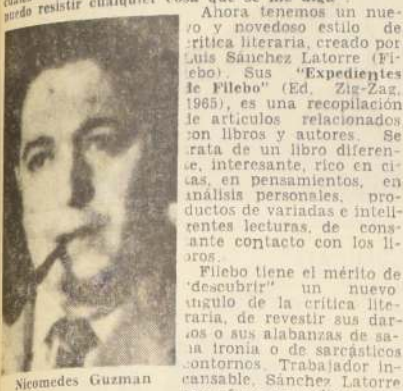 puedo resistir cualquier cosa que se me diga".
Ahora tenemos un nue-
vo y novedoso estilo de
crítica literaria, creado por
Luis Sánchez Latorre (Fi-
lebo). Sus "Expedientes
de Filebo" (Ed. Zig-Zag,
1965), es una recopilación
de artículos relacionados
con libros y autores. Se
trata de un libro diferen-
te, interesante, rico en ci-
tas, en pensamientos, en
análisis personales, pro-
ductos de variadas e inteli-
gentes lecturas, de cons-
tante contacto con los li-
bros.
Filebo tiene el mérito de
"descubrir" un nuevo
ángulo de la crítica lite-
raria, de revestir sus dar-
dos o sus alabanzas de sa-
na ironía o de sarcásticos
contornos. Trabajador in-
cansable, Sánchez Latorre
Nicomedes Guzmán